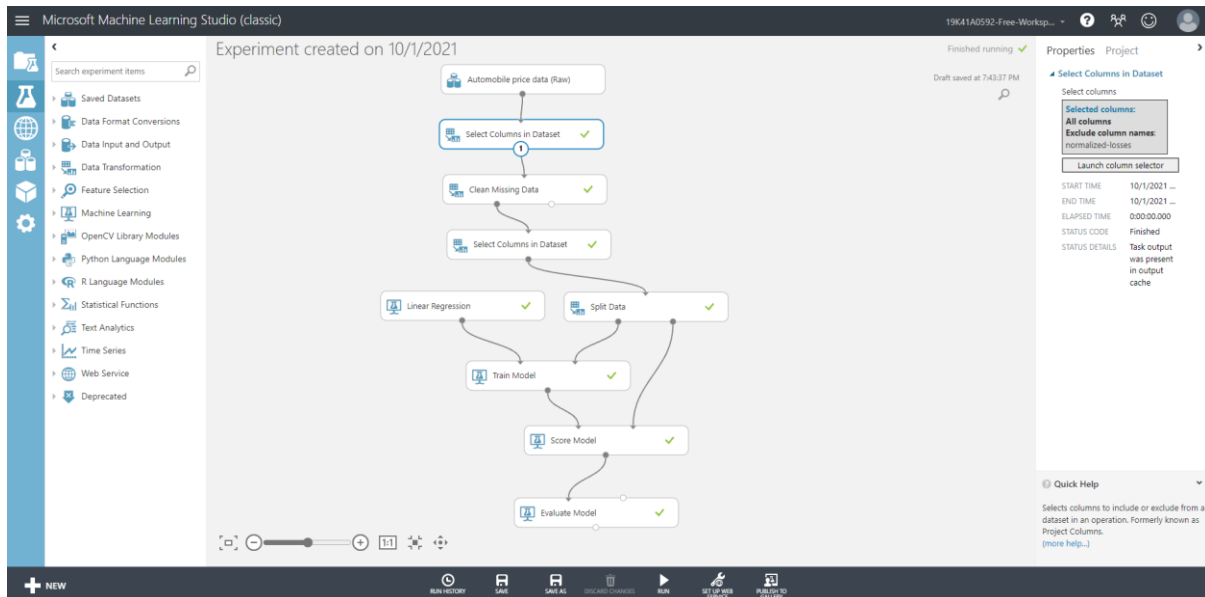 Microsoft Machine Learning Studio (classic)
19K41A0592-Free-Worksp...
?
Search experiment items
Saved Datasets
Data Format Conversions
Data Input and Output
Data Transformation
Feature Selection
Machine Learning
OpenCV Library Modules
Python Language Modules
R Language Modules
Statistical Functions
Text Analytics
Time Series
Web Service
Deprecated
Experiment created on 10/1/2021
Finished running
Draft saved at 7:43:37 PM
Automobile price data (Raw)
Select Columns in Dataset
1
Clean Missing Data
Select Columns in Dataset
Linear Regression
Split Data
Train Model
Score Model
Evaluate Model
1:1
Properties Project
Select Columns in Dataset
Select columns
Selected columns:
All columns
Exclude column names:
normalized-losses
Launch column selector
START TIME 10/1/2021 ...
END TIME 10/1/2021 ...
ELAPSED TIME 0:00:00.000
STATUS CODE Finished
STATUS DETAILS Task output
was present
in output
cache
Quick Help
Selects columns to include or exclude from a
dataset in an operation. Formerly known as
Project Columns.
(more help...)
NEW
RUN HISTORY
SAVE
SAVE AS
DISCARD CHANGES
RUN
SET UP WEB
SERVICE
PUBLISH TO
GALLERY